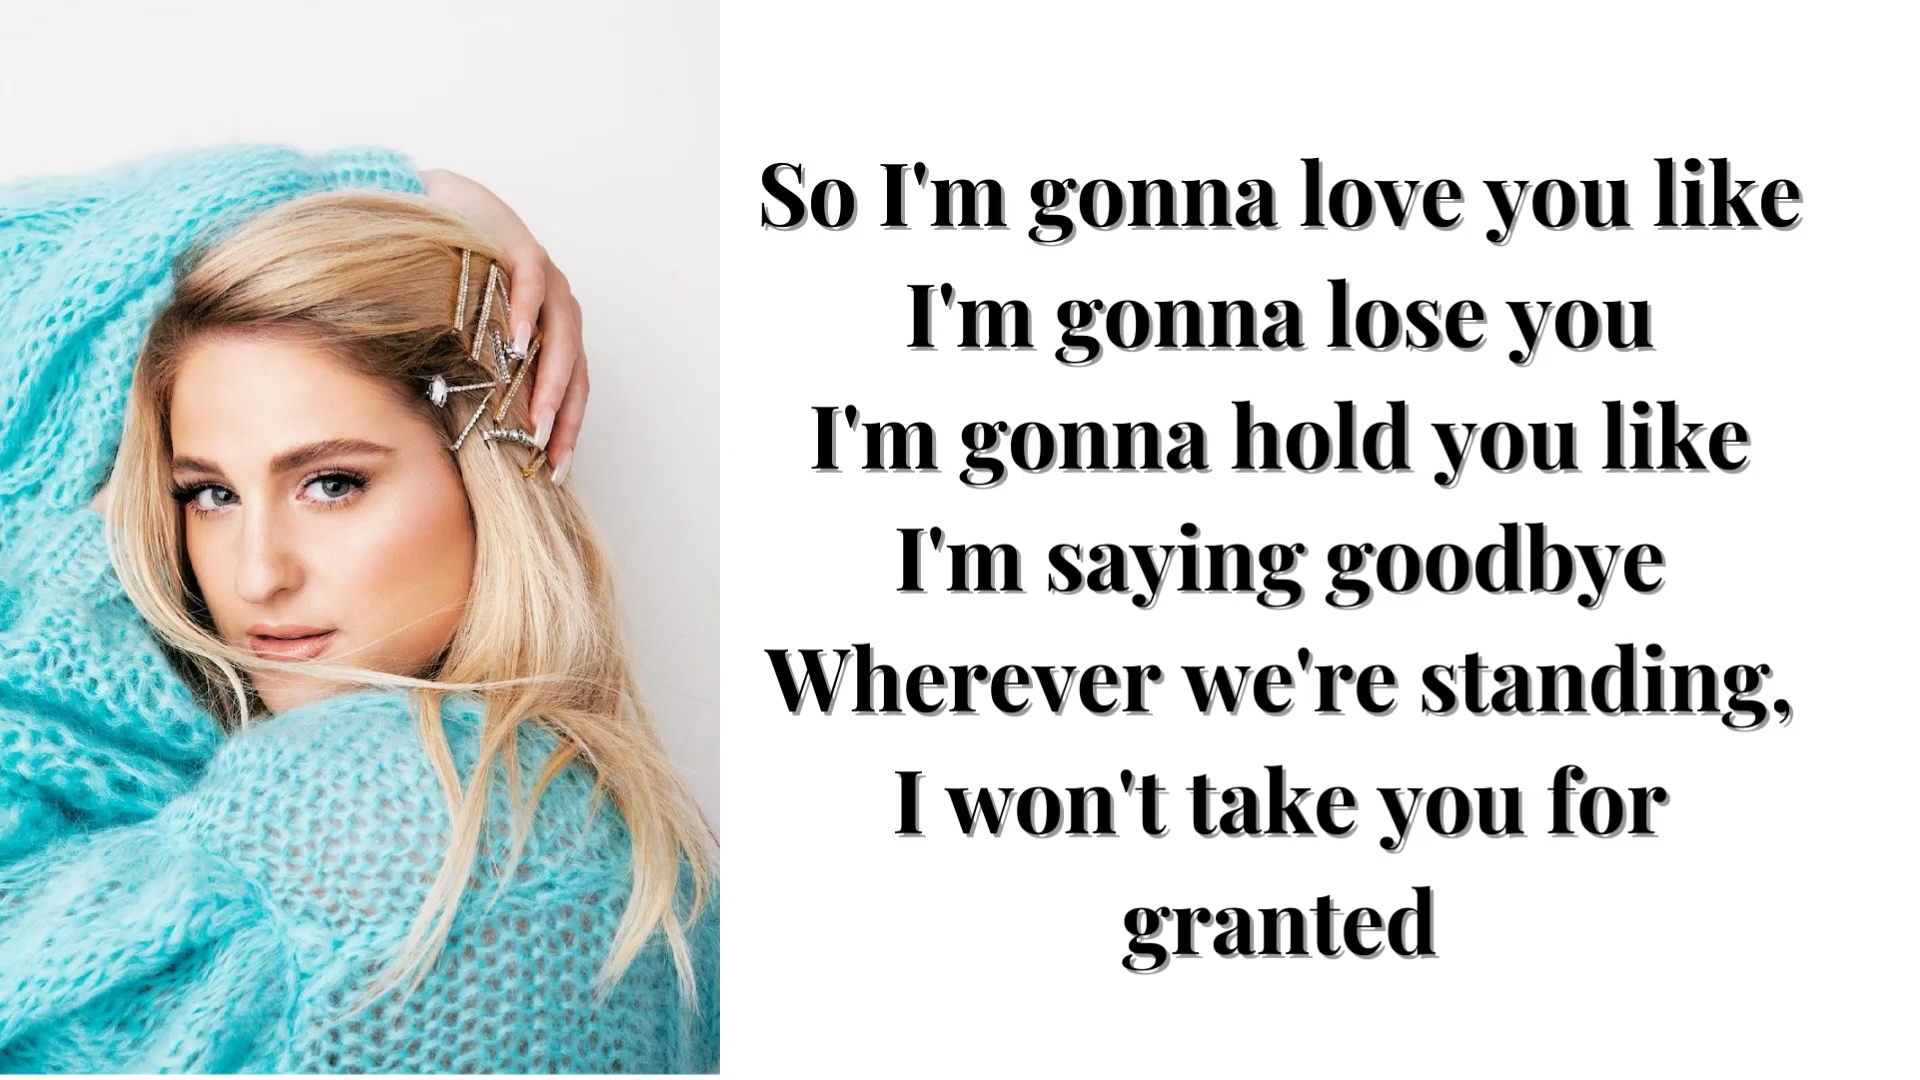 So I'm gonna love you like
I'm gonna lose you
I'm gonna hold you like
I'm saying goodbye
Wherever we're standing,
I won't take you for
granted